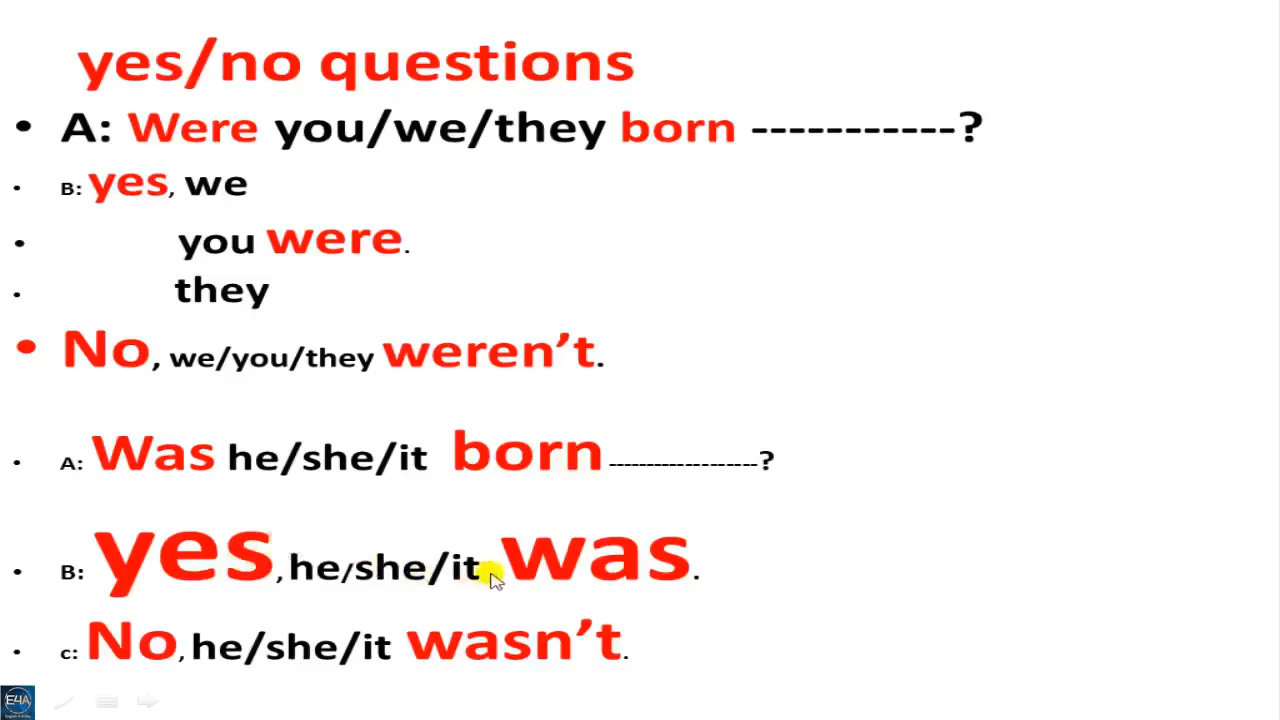 yes/no questions
• A: Were you/we/they born -----------?
• B: yes, we
• you were.
• they
• No, we/you/they weren’t.
• A: Was he/she/it born -------------------?
• B: yes, he/she/it was.
• c: No, he/she/it wasn’t.
E4A